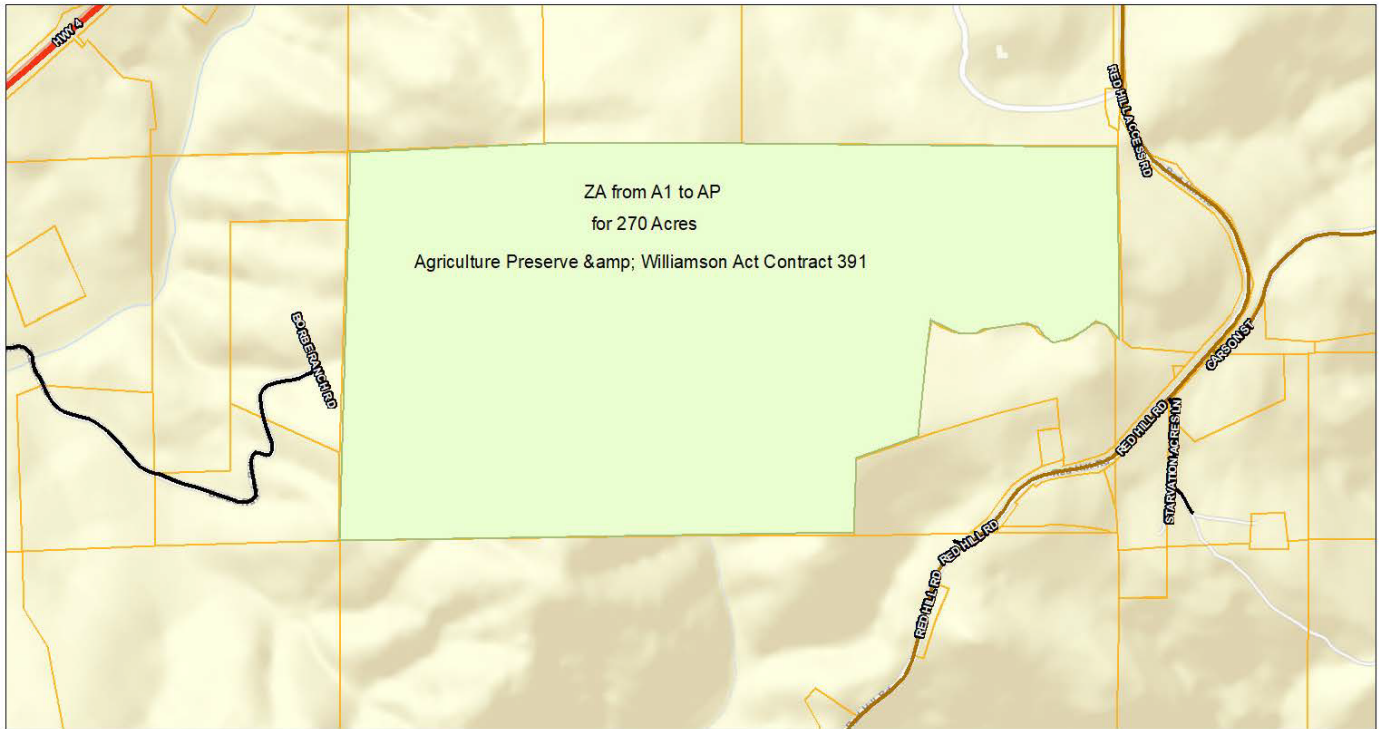 HWY 4
RED HILL ACCESS RD
ZA from A1 to AP
for 270 Acres
Agriculture Preserve &amp; Williamson Act Contract 391
BORBE RANCH RD
CARSON ST
RED HILL RD
STARVATION ACRES LN
RED HILL RD
RED HILL RD